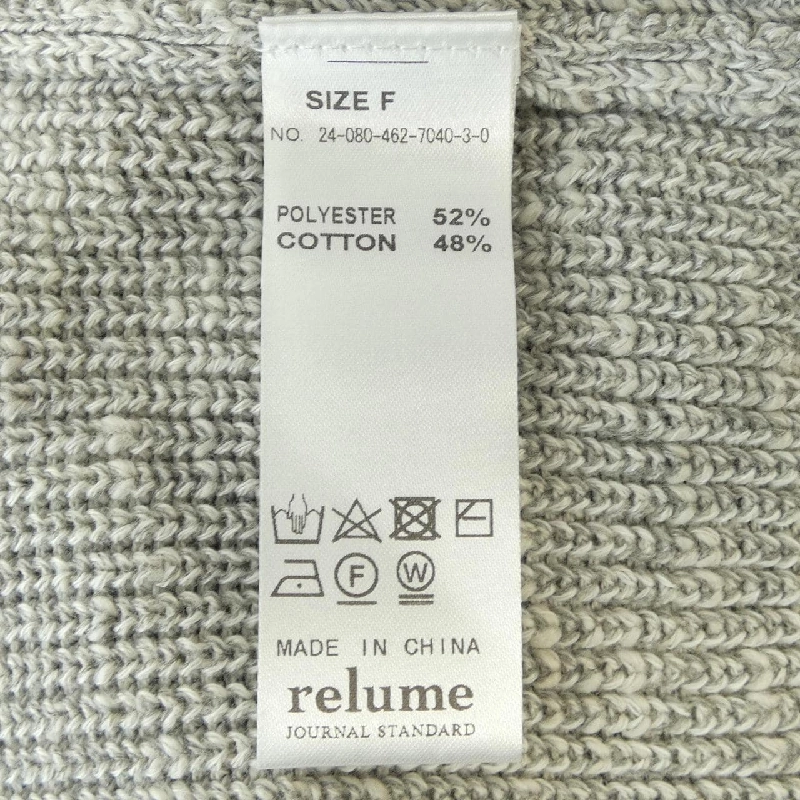 SIZE F
NO. 24-080-462-7040-3-0
POLYESTER 52%
COTTON 48%
F W
MADE IN CHINA
relume
JOURNAL STANDARD